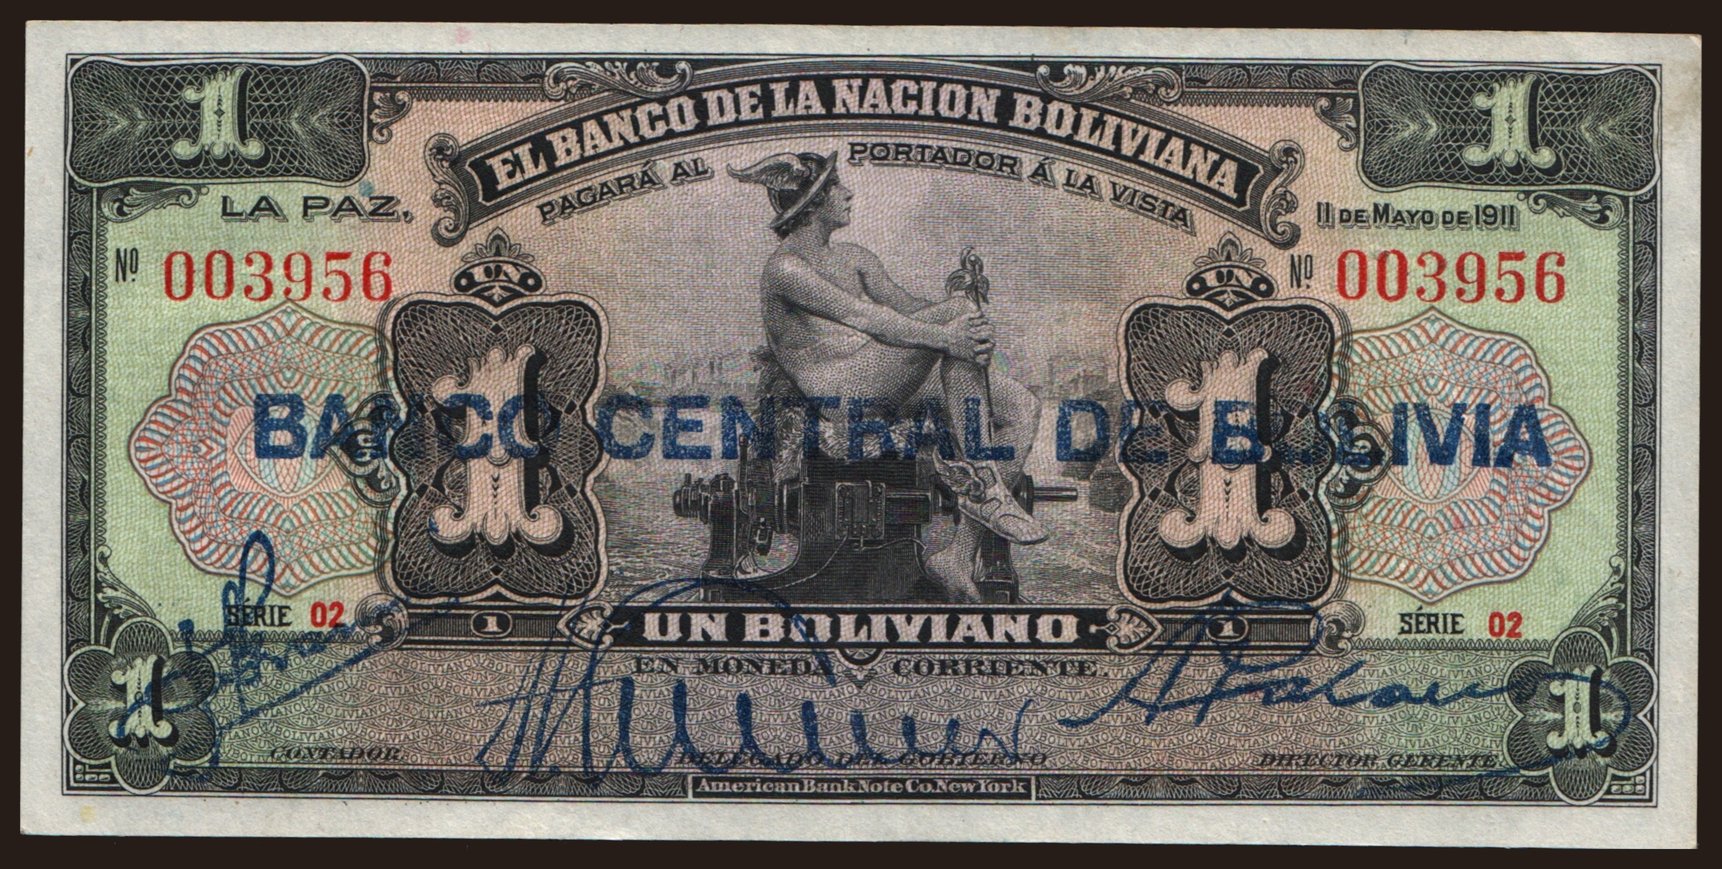 1 1
EL BANCO DE LA NACION BOLIVIANA
PAGARÁ AL PORTADOR Á LA VISTA
LA PAZ, 11 DE MAYO DE 1911
Nº 003956 Nº 003956
UN UN
1 1
BANCO CENTRAL DE BOLIVIA
SÉRIE 02 SÉRIE 02
1 UN BOLIVIANO 1
EN MONEDA CORRIENTE.
1 1
CONTADOR DELEGADO DEL GOBIERNO DIRECTOR GERENTE
American Bank Note Co. New York